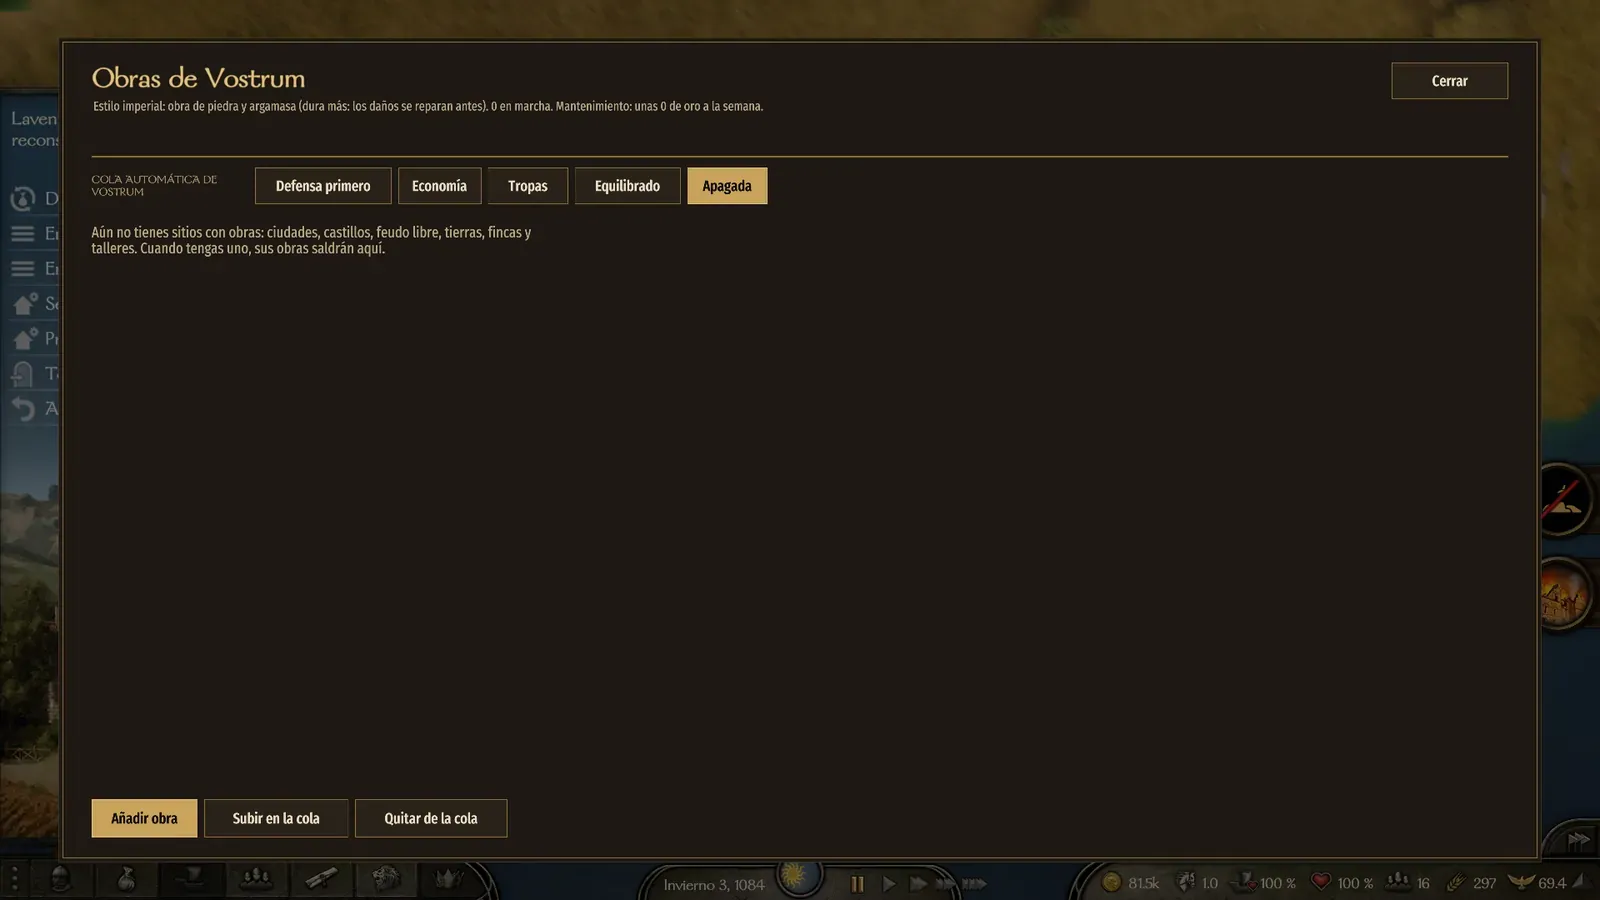 Obras de Vostrum
Cerrar
Estilo imperial: obra de piedra y argamasa (dura más: los daños se reparan antes). 0 en marcha. Mantenimiento: unas 0 de oro a la semana.
Laven
recons
COLA AUTOMÁTICA DE
VOSTRUM
Defensa primero
Economía
Tropas
Equilibrado
Apagada
Aún no tienes sitios con obras: ciudades, castillos, feudo libre, tierras, fincas y
talleres. Cuando tengas uno, sus obras saldrán aquí.
Añadir obra
Subir en la cola
Quitar de la cola
Invierno 3, 1084
81.5k
1.0
100 %
100 %
16
297
69.4